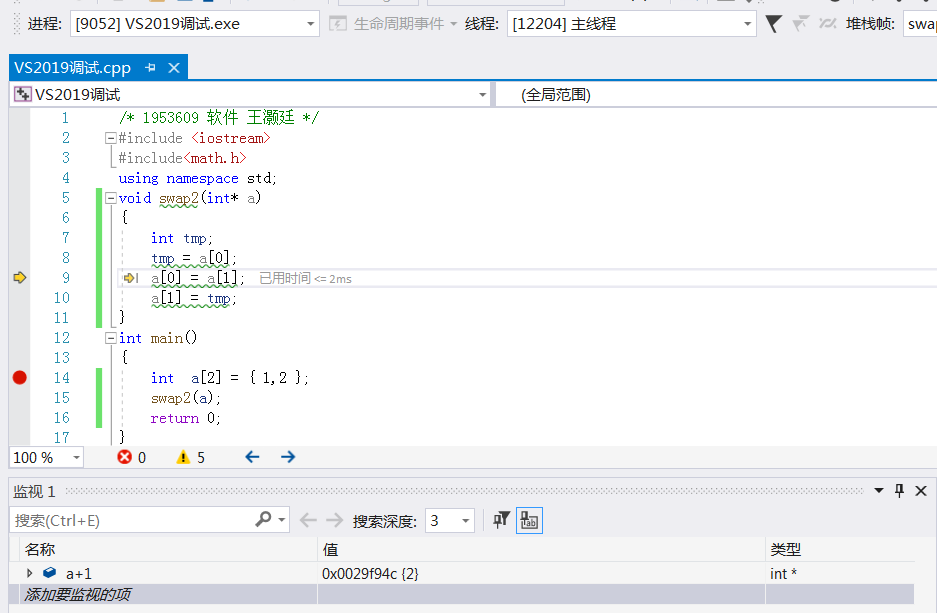 进程: [9052] VS2019调试.exe 生命周期事件 线程: [12204] 主线程 堆栈帧:
VS2019调试.cpp
VS2019调试 (全局范围)
1 /* 1953609 软件 王灏廷 */
2 #include <iostream>
3 #include<math.h>
4 using namespace std;
5 void swap2(int* a)
6 {
7 int tmp;
8 tmp = a[0];
9 a[0] = a[1]; 已用时间 <= 2ms
10 a[1] = tmp;
11 }
12 int main()
13 {
14 int a[2] = { 1,2 };
15 swap2(a);
16 return 0;
17 }
100 % 0 5
监视 1
搜索(Ctrl+E) 搜索深度: 3
名称 值 类型
a+1 0x0029f94c {2} int *
添加要监视的项